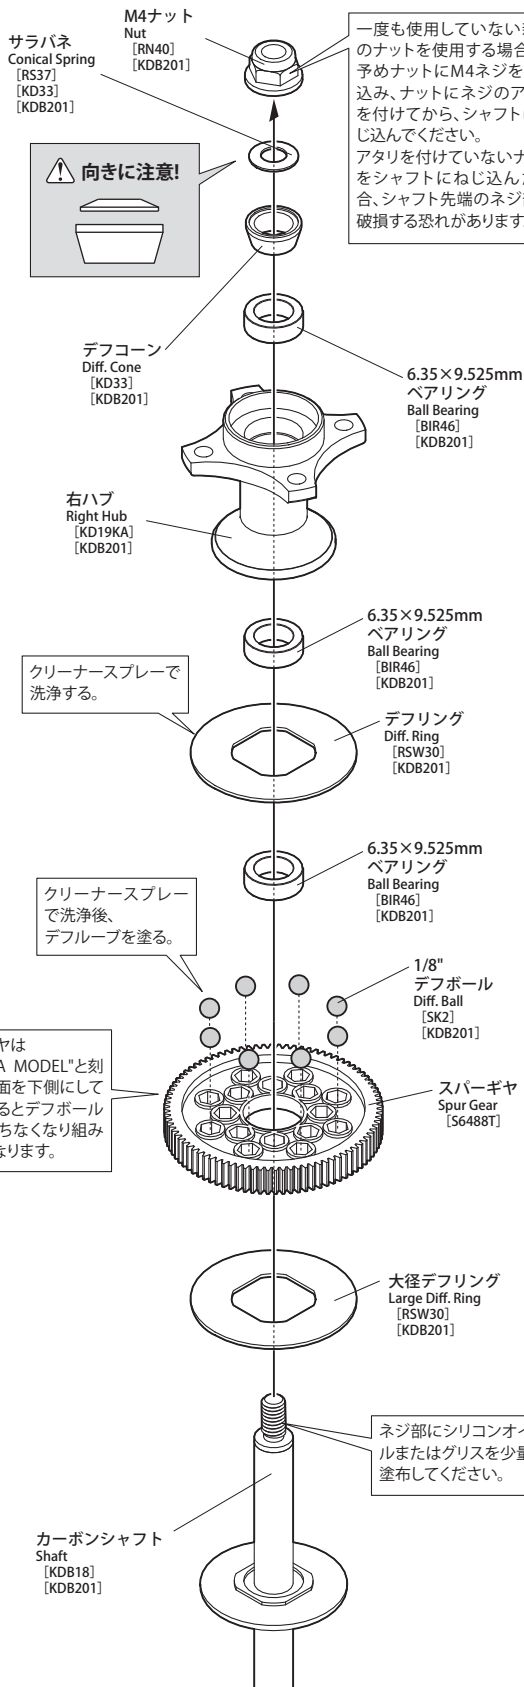 M4ナット
Nut
[RN40]
[KDB201]
サラバネ
Conical Spring
[RS37]
[KD33]
[KDB201]
一度も使用していない
のナットを使用する場合
予めナットにM4ネジを
込み、ナットにネジのア
を付けてから、シャフト
じ込んでください。
アタリを付けていないナ
をシャフトにねじ込ん
合、シャフト先端のネジ
破損する恐れがあります
向きに注意!
デフコーン
Diff. Cone
[KD33]
[KDB201]
6.35×9.525mm
ベアリング
Ball Bearing
[BIR46]
[KDB201]
右ハブ
Right Hub
[KD19KA]
[KDB201]
6.35×9.525mm
ベアリング
Ball Bearing
[BIR46]
[KDB201]
クリーナースプレーで
洗浄する。
デフリング
Diff. Ring
[RSW30]
[KDB201]
6.35×9.525mm
ベアリング
Ball Bearing
[BIR46]
[KDB201]
クリーナースプレー
で洗浄後、
デフルーブを塗る。
1/8"
デフボール
Diff. Ball
[SK2]
[KDB201]
ヤは
A MODEL"と刻
面を下側にして
るとデフボール
ちなくなり組み
なります。
スパーギヤ
Spur Gear
[S6488T]
大径デフリング
Large Diff. Ring
[RSW30]
[KDB201]
ネジ部にシリコンオイ
ルまたはグリスを少量
塗布してください。
カーボンシャフト
Shaft
[KDB18]
[KDB201]